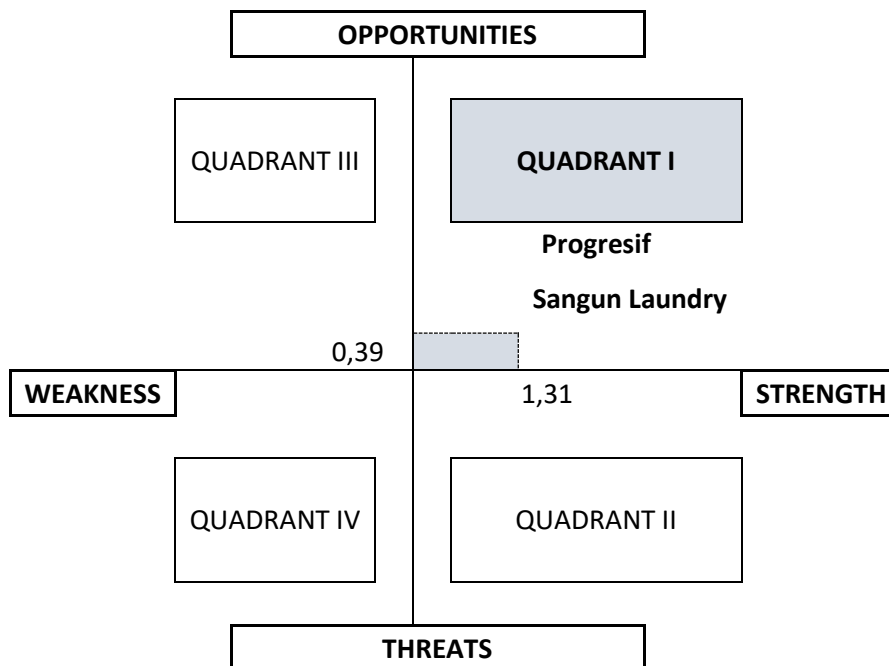 OPPORTUNITIES
QUADRANT III
QUADRANT I
Progresif
Sangun Laundry
0,39
WEAKNESS
1,31
STRENGTH
QUADRANT IV
QUADRANT II
THREATS